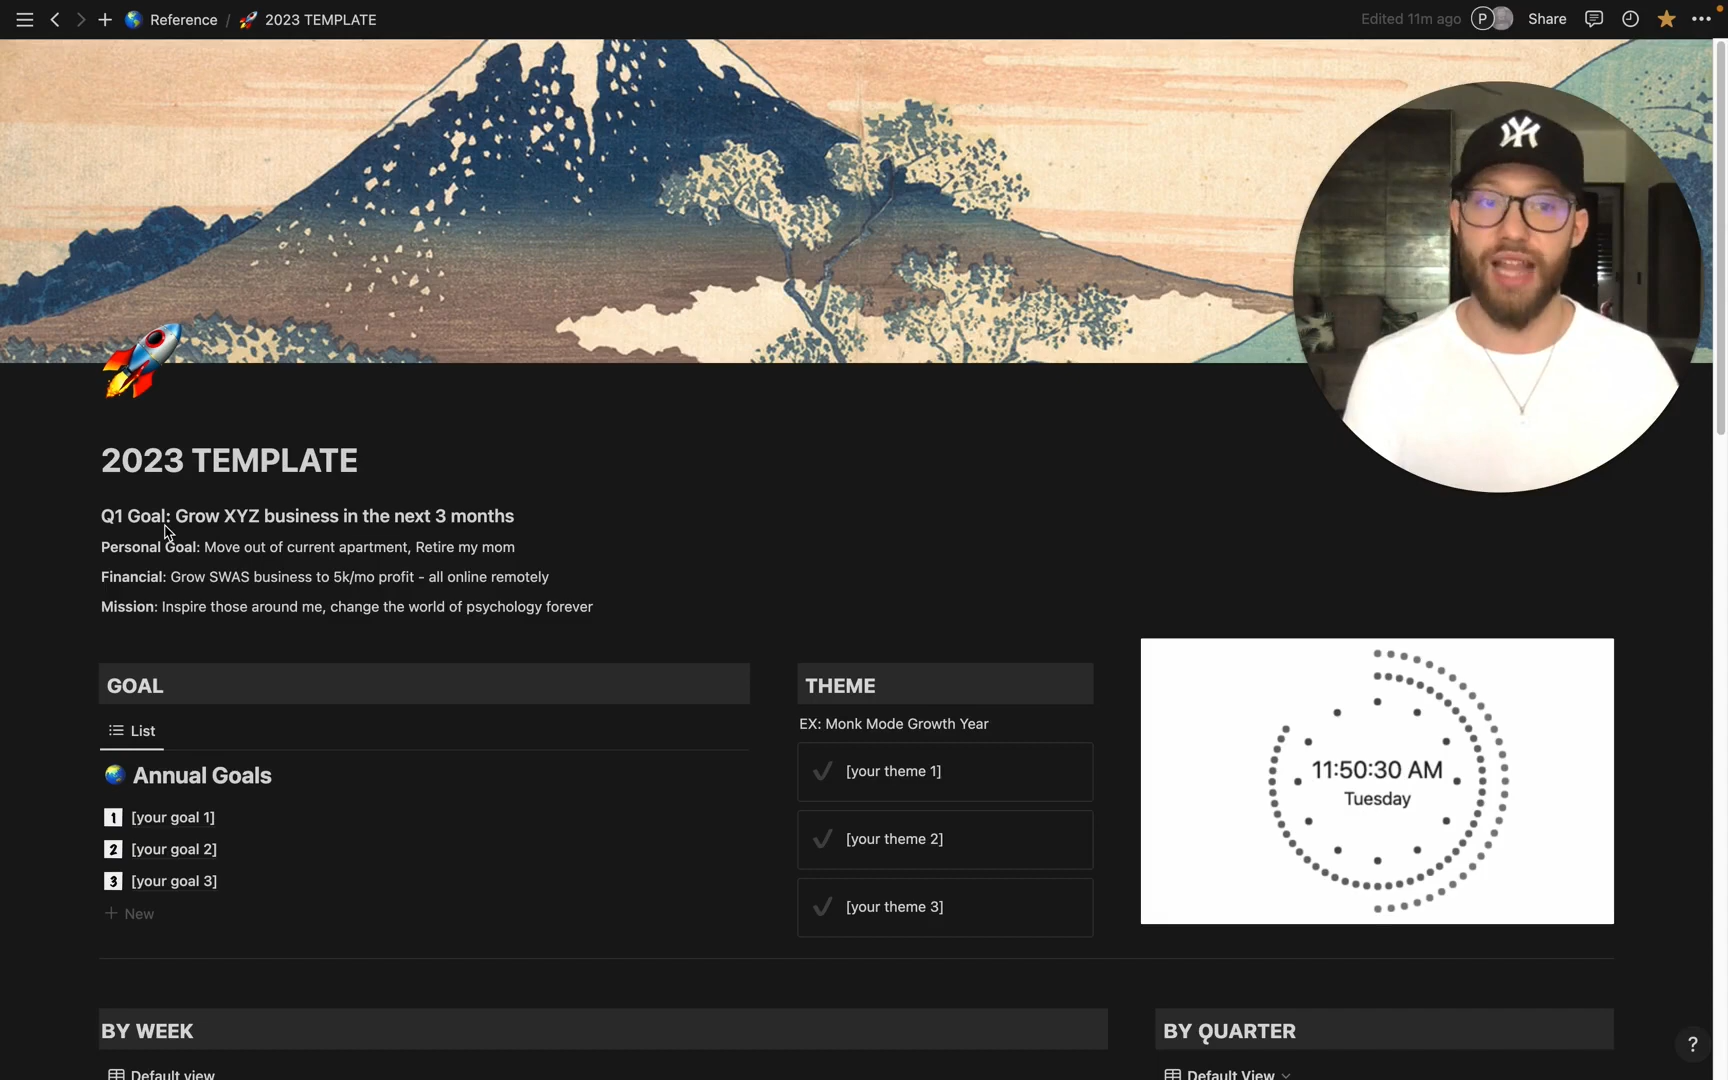 Reference / 2023 TEMPLATE
Edited 11m ago P Share
2023 TEMPLATE
Q1 Goal: Grow XYZ business in the next 3 months
Personal Goal: Move out of current apartment, Retire my mom
Financial: Grow SWAS business to 5k/mo profit - all online remotely
Mission: Inspire those around me, change the world of psychology forever
GOAL
List
Annual Goals
1 [your goal 1]
2 [your goal 2]
3 [your goal 3]
+ New
THEME
EX: Monk Mode Growth Year
[your theme 1]
[your theme 2]
[your theme 3]
11:50:30 AM
Tuesday
BY WEEK
Default view
BY QUARTER
Default View
?
NY